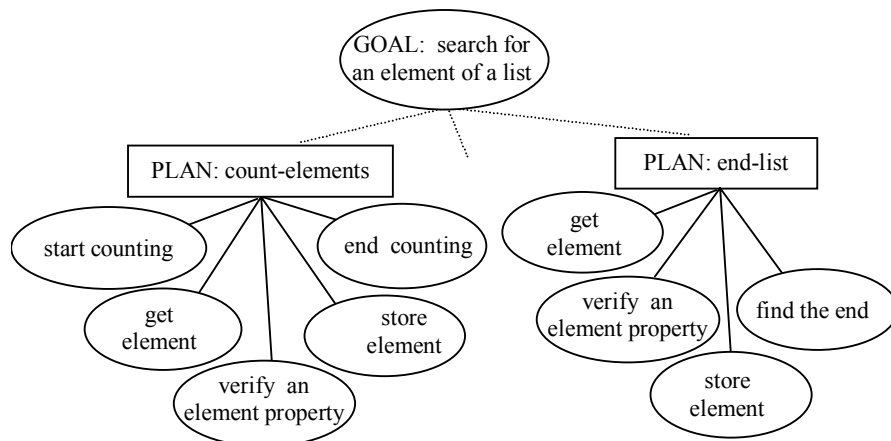 GOAL: search for
an element of a list
PLAN: count-elements
PLAN: end-list
start counting
get
element
verify an
element property
store
element
end counting
get
element
verify an
element property
store
element
find the end